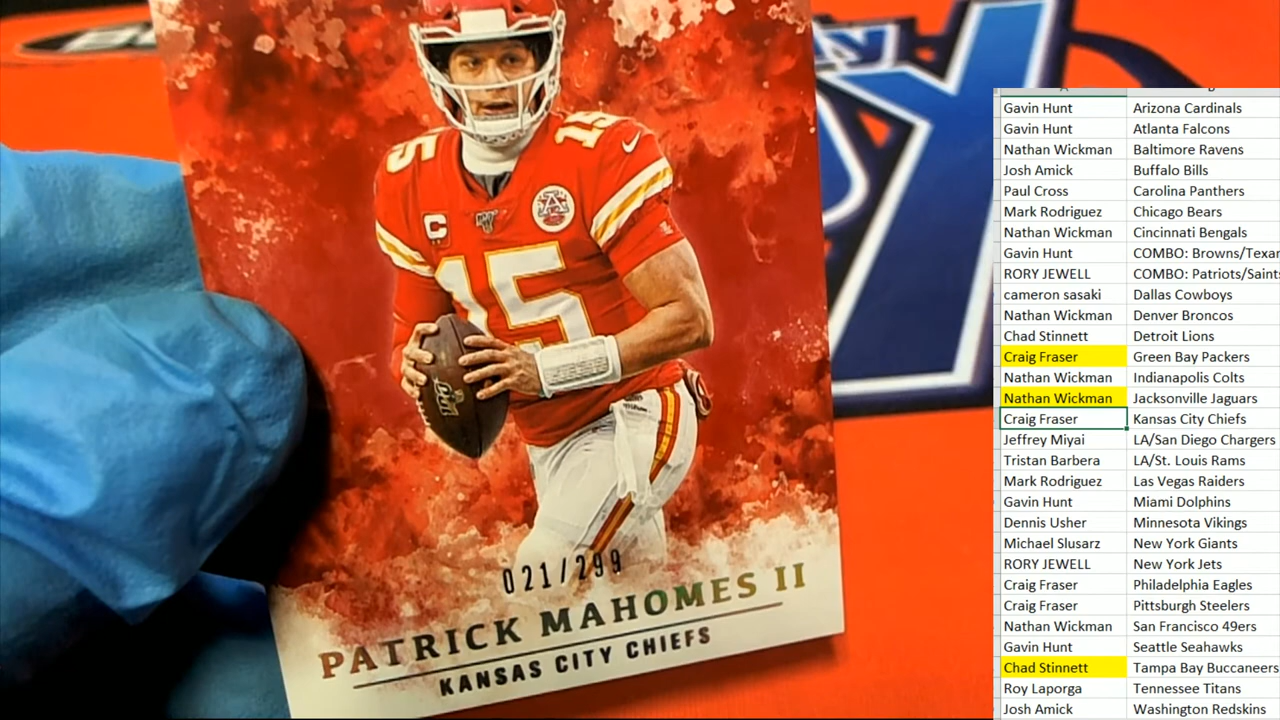 15
15
C
15
021/299
PATRICK MAHOMES II
KANSAS CITY CHIEFS
Gavin Hunt Arizona Cardinals
Gavin Hunt Atlanta Falcons
Nathan Wickman Baltimore Ravens
Josh Amick Buffalo Bills
Paul Cross Carolina Panthers
Mark Rodriguez Chicago Bears
Nathan Wickman Cincinnati Bengals
Gavin Hunt COMBO: Browns/Texan
RORY JEWELL COMBO: Patriots/Saints
cameron sasaki Dallas Cowboys
Nathan Wickman Denver Broncos
Chad Stinnett Detroit Lions
Craig Fraser Green Bay Packers
Nathan Wickman Indianapolis Colts
Nathan Wickman Jacksonville Jaguars
Craig Fraser Kansas City Chiefs
Jeffrey Miyai LA/San Diego Chargers
Tristan Barbera LA/St. Louis Rams
Mark Rodriguez Las Vegas Raiders
Gavin Hunt Miami Dolphins
Dennis Usher Minnesota Vikings
Michael Slusarz New York Giants
RORY JEWELL New York Jets
Craig Fraser Philadelphia Eagles
Craig Fraser Pittsburgh Steelers
Nathan Wickman San Francisco 49ers
Gavin Hunt Seattle Seahawks
Chad Stinnett Tampa Bay Buccaneers
Roy Laporga Tennessee Titans
Josh Amick Washington Redskins